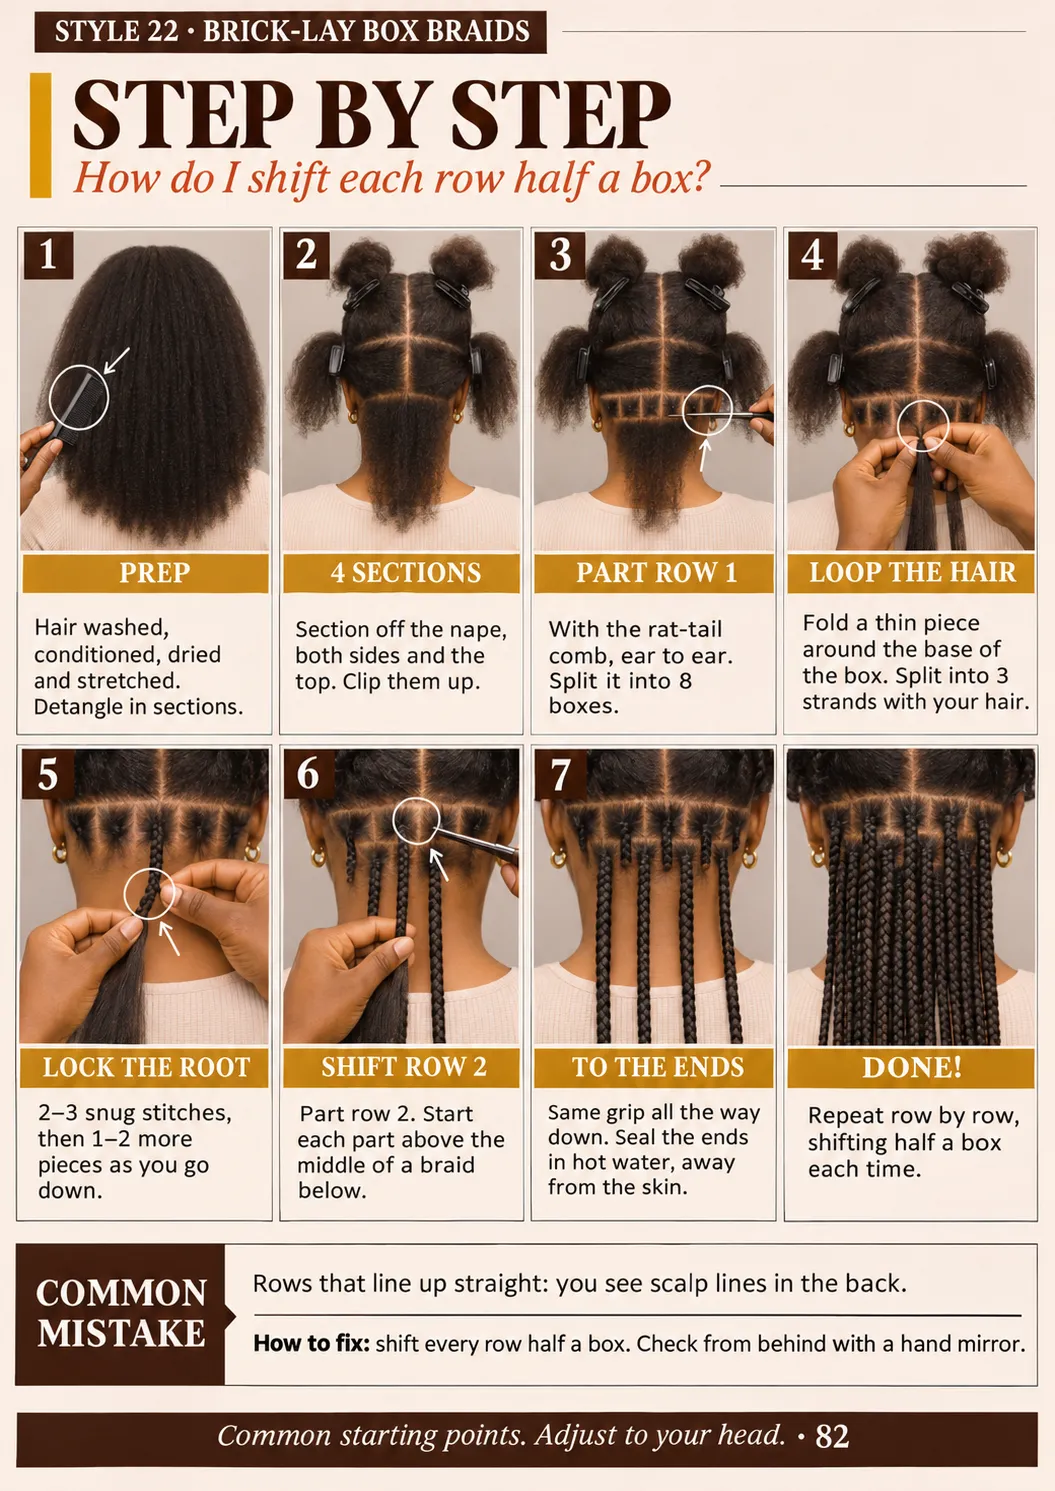 STYLE 22 • BRICK-LAY BOX BRAIDS
STEP BY STEP
How do I shift each row half a box?
1
PREP
Hair washed,
conditioned, dried
and stretched.
Detangle in sections.
2
4 SECTIONS
Section off the nape,
both sides and the
top. Clip them up.
3
PART ROW 1
With the rat-tail
comb, ear to ear.
Split it into 8
boxes.
4
LOOP THE HAIR
Fold a thin piece
around the base of
the box. Split into 3
strands with your hair.
5
LOCK THE ROOT
2–3 snug stitches,
then 1–2 more
pieces as you go
down.
6
SHIFT ROW 2
Part row 2. Start
each part above the
middle of a braid
below.
7
TO THE ENDS
Same grip all the way
down. Seal the ends
in hot water, away
from the skin.
DONE!
Repeat row by row,
shifting half a box
each time.
COMMON
MISTAKE
Rows that line up straight: you see scalp lines in the back.
How to fix: shift every row half a box. Check from behind with a hand mirror.
Common starting points. Adjust to your head. • 82